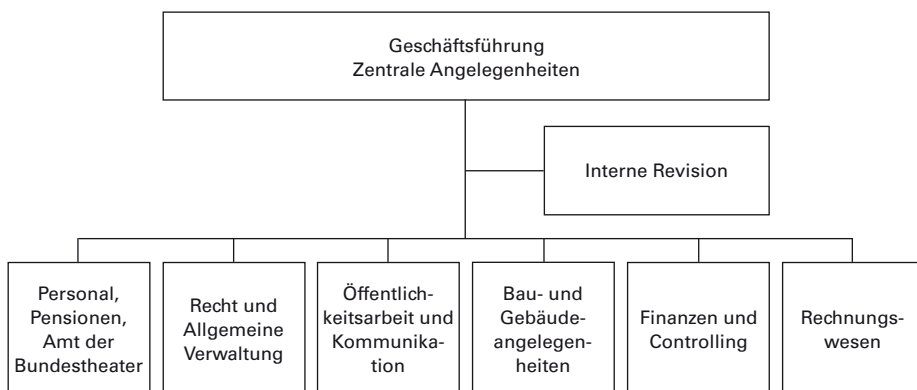 Geschäftsführung
Zentrale Angelegenheiten
Interne Revision
Personal,
Pensionen,
Amt der
Bundestheater
Recht und
Allgemeine
Verwaltung
Öffentlich-
keitsarbeit und
Kommunika-
tion
Bau- und
Gebäude-
angelegen-
heiten
Finanzen und
Controlling
Rechnungs-
wesen